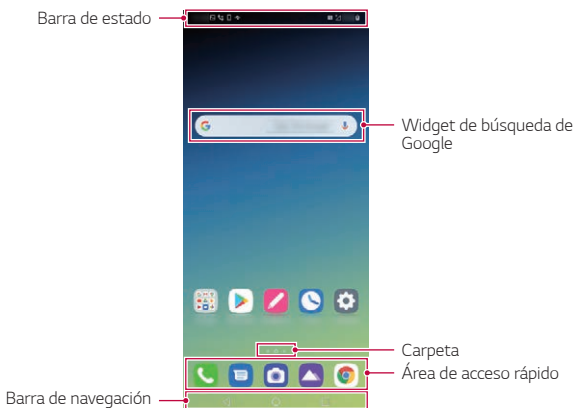 Barra de estado
Widget de búsqueda de
Google
Carpeta
Área de acceso rápido
Barra de navegación